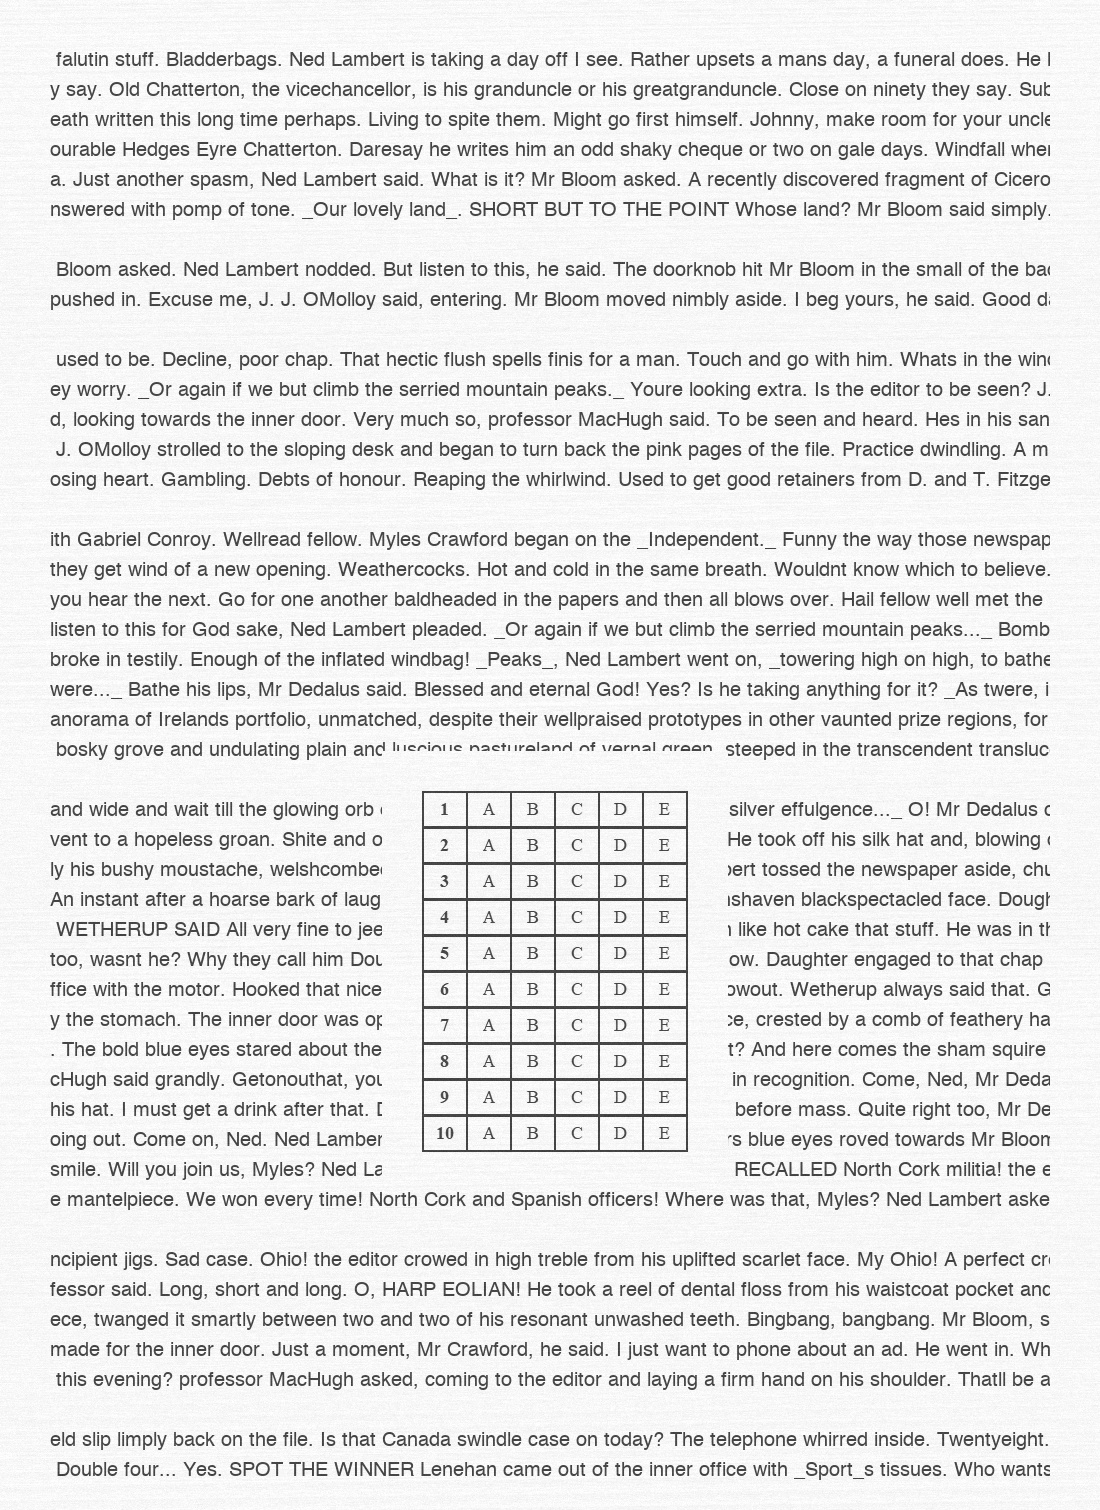 falutin stuff. Bladderbags. Ned Lambert is taking a day off I see. Rather upsets a mans day, a funeral does. He
y say. Old Chatterton, the vicechancellor, is his granduncle or his greatgranduncle. Close on ninety they say. Sub
eath written this long time perhaps. Living to spite them. Might go first himself. Johnny, make room for your uncle
ourable Hedges Eyre Chatterton. Daresay he writes him an odd shaky cheque or two on gale days. Windfall when
a. Just another spasm, Ned Lambert said. What is it? Mr Bloom asked. A recently discovered fragment of Cicero
nswered with pomp of tone. _Our lovely land_. SHORT BUT TO THE POINT Whose land? Mr Bloom said simply.
Bloom asked. Ned Lambert nodded. But listen to this, he said. The doorknob hit Mr Bloom in the small of the bac
pushed in. Excuse me, J. J. OMolloy said, entering. Mr Bloom moved nimbly aside. I beg yours, he said. Good da
used to be. Decline, poor chap. That hectic flush spells finis for a man. Touch and go with him. Whats in the wind
ey worry. _Or again if we but climb the serried mountain peaks._ Youre looking extra. Is the editor to be seen? J.
d, looking towards the inner door. Very much so, professor MacHugh said. To be seen and heard. Hes in his san
J. OMolloy strolled to the sloping desk and began to turn back the pink pages of the file. Practice dwindling. A m
osing heart. Gambling. Debts of honour. Reaping the whirlwind. Used to get good retainers from D. and T. Fitzge
ith Gabriel Conroy. Wellread fellow. Myles Crawford began on the _Independent._ Funny the way those newspap
they get wind of a new opening. Weathercocks. Hot and cold in the same breath. Wouldnt know which to believe.
you hear the next. Go for one another baldheaded in the papers and then all blows over. Hail fellow well met the
listen to this for God sake, Ned Lambert pleaded. _Or again if we but climb the serried mountain peaks..._ Bomb
broke in testily. Enough of the inflated windbag! _Peaks_, Ned Lambert went on, _towering high on high, to bathe
were..._ Bathe his lips, Mr Dedalus said. Blessed and eternal God! Yes? Is he taking anything for it? _As twere, i
anorama of Irelands portfolio, unmatched, despite their wellpraised prototypes in other vaunted prize regions, for
bosky grove and undulating plain and luscious pastureland of vernal green, steeped in the transcendent transluc
and wide and wait till the glowing orb silver effulgence..._ O! Mr Dedalus
vent to a hopeless groan. Shite and o He took off his silk hat and, blowing
ly his bushy moustache, welshcombe bert tossed the newspaper aside, chu
An instant after a hoarse bark of laug nshaven blackspectacled face. Dough
WETHERUP SAID All very fine to jee like hot cake that stuff. He was in th
too, wasnt he? Why they call him Dou ow. Daughter engaged to that chap
ffice with the motor. Hooked that nice owout. Wetherup always said that. G
y the stomach. The inner door was op ce, crested by a comb of feathery ha
. The bold blue eyes stared about the t? And here comes the sham squire
cHugh said grandly. Getonouthat, you in recognition. Come, Ned, Mr Deda
his hat. I must get a drink after that. before mass. Quite right too, Mr De
oing out. Come on, Ned. Ned Lamber rs blue eyes roved towards Mr Bloom
smile. Will you join us, Myles? Ned La RECALLED North Cork militia! the e
1 A B C D E
2 A B C D E
3 A B C D E
4 A B C D E
5 A B C D E
6 A B C D E
7 A B C D E
8 A B C D E
9 A B C D E
10 A B C D E
e mantelpiece. We won every time! North Cork and Spanish officers! Where was that, Myles? Ned Lambert aske
ncipient jigs. Sad case. Ohio! the editor crowed in high treble from his uplifted scarlet face. My Ohio! A perfect cr
fessor said. Long, short and long. O, HARP EOLIAN! He took a reel of dental floss from his waistcoat pocket and
ece, twanged it smartly between two and two of his resonant unwashed teeth. Bingbang, bangbang. Mr Bloom, s
made for the inner door. Just a moment, Mr Crawford, he said. I just want to phone about an ad. He went in. Wh
this evening? professor MacHugh asked, coming to the editor and laying a firm hand on his shoulder. Thatll be a
eld slip limply back on the file. Is that Canada swindle case on today? The telephone whirred inside. Twentyeight.
Double four... Yes. SPOT THE WINNER Lenehan came out of the inner office with _Sport_s tissues. Who wants